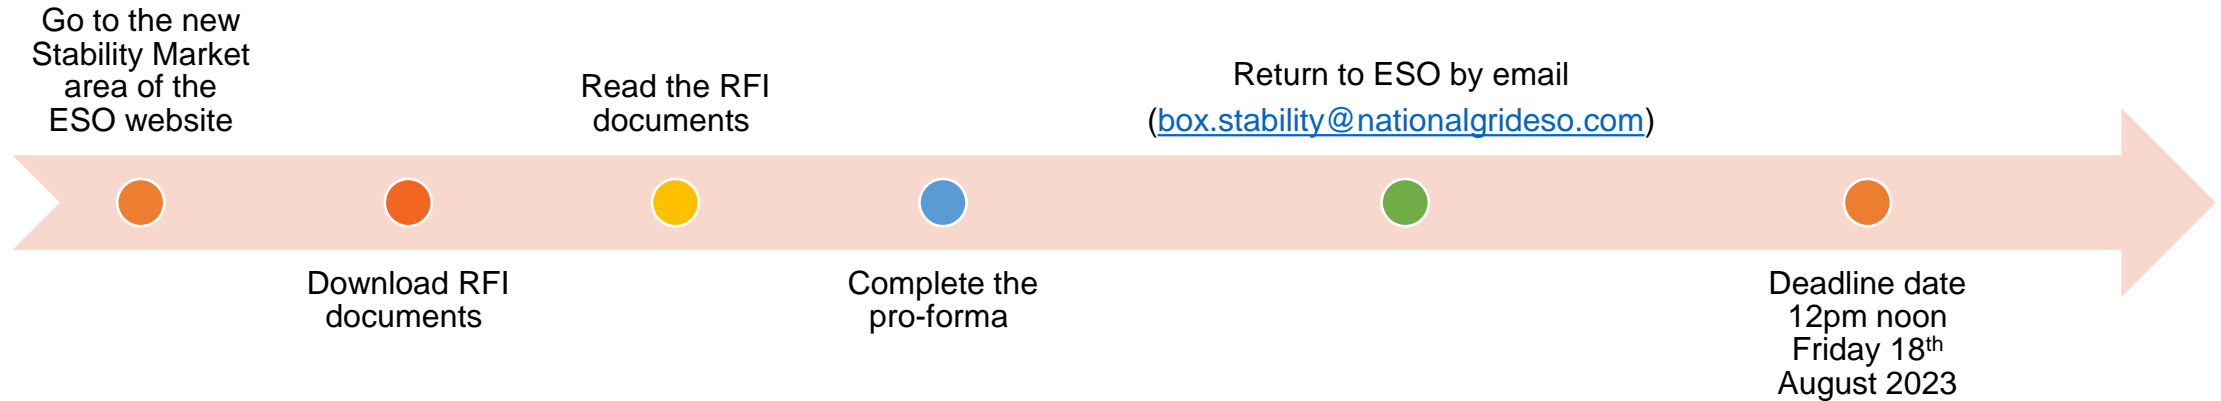 Go to the new
Stability Market
area of the
ESO website
Download RFI
documents
Read the RFI
documents
Complete the
pro-forma
Return to ESO by email
(box.stability@nationalgrideso.com)
Deadline date
12pm noon
Friday 18th
August 2023